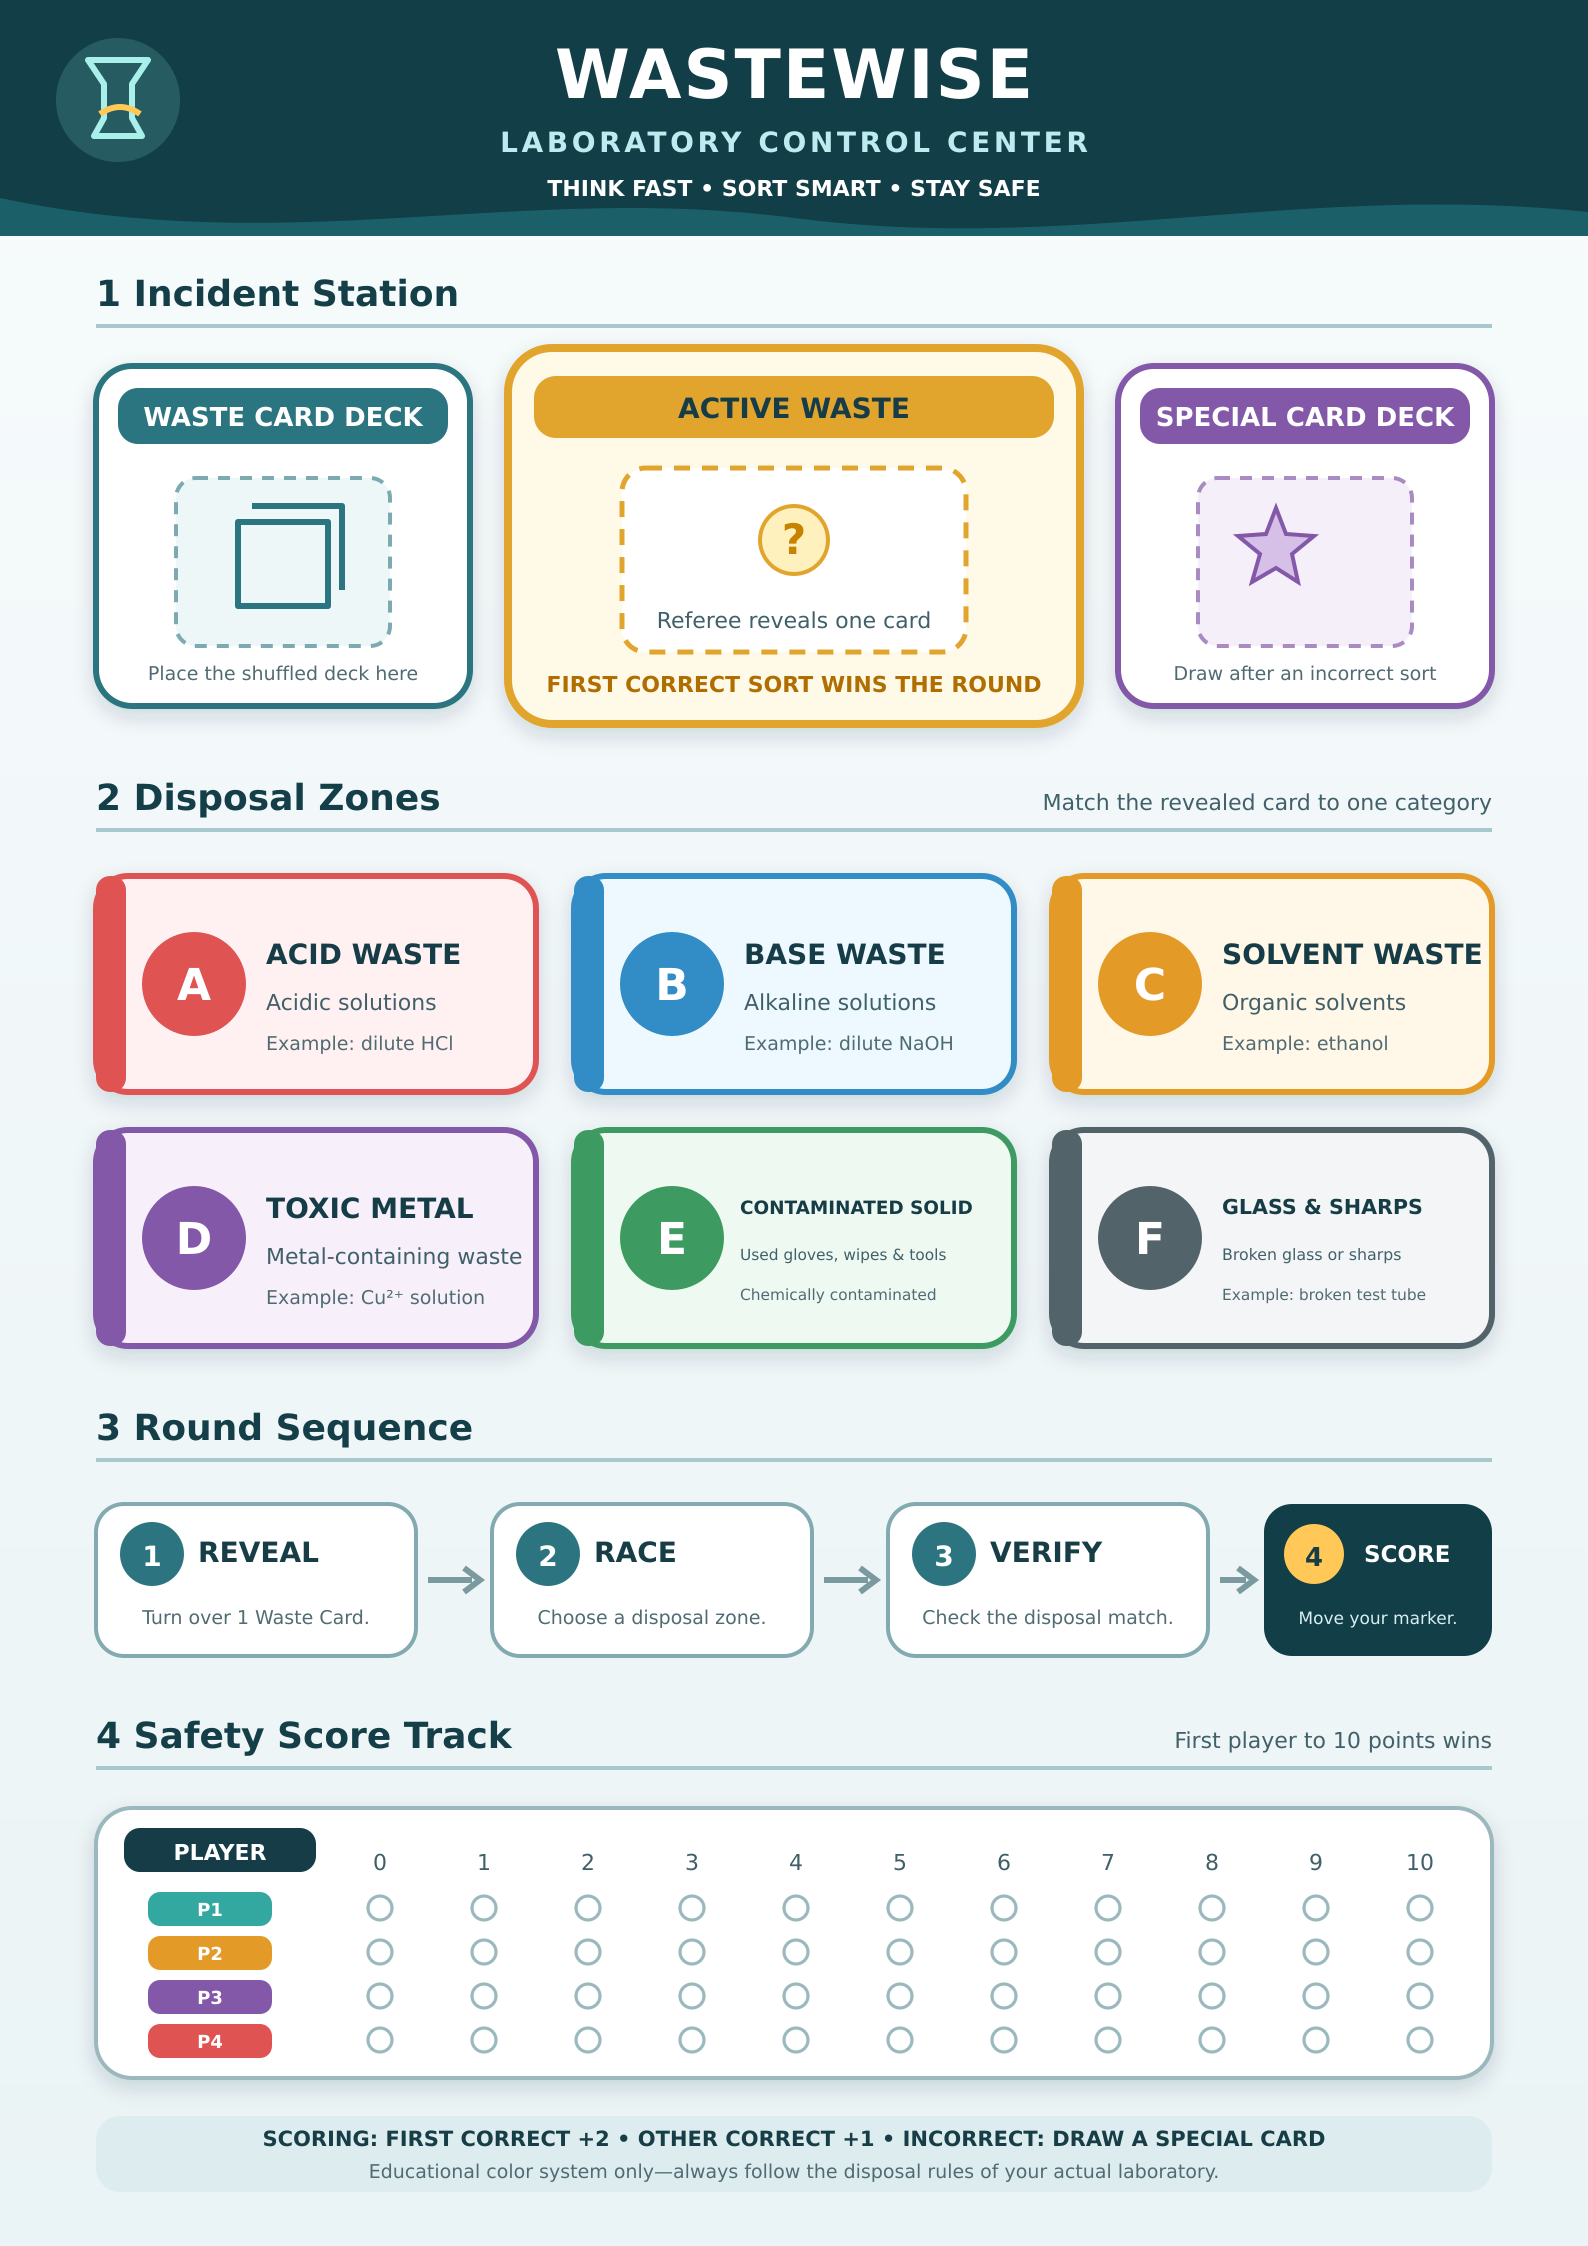 WASTEWISE
LABORATORY CONTROL CENTER
THINK FAST • SORT SMART • STAY SAFE
1 Incident Station
WASTE CARD DECK
Place the shuffled deck here
ACTIVE WASTE
?
Referee reveals one card
FIRST CORRECT SORT WINS THE ROUND
SPECIAL CARD DECK
Draw after an incorrect sort
2 Disposal Zones
Match the revealed card to one category
A
ACID WASTE
Acidic solutions
Example: dilute HCl
B
BASE WASTE
Alkaline solutions
Example: dilute NaOH
C
SOLVENT WASTE
Organic solvents
Example: ethanol
D
TOXIC METAL
Metal-containing waste
Example: Cu²⁺ solution
E
CONTAMINATED SOLID
Used gloves, wipes & tools
Chemically contaminated
F
GLASS & SHARPS
Broken glass or sharps
Example: broken test tube
3 Round Sequence
1 REVEAL
Turn over 1 Waste Card.
2 RACE
Choose a disposal zone.
3 VERIFY
Check the disposal match.
4 SCORE
Move your marker.
4 Safety Score Track
First player to 10 points wins
PLAYER 0 1 2 3 4 5 6 7 8 9 10
P1
P2
P3
P4
SCORING: FIRST CORRECT +2 • OTHER CORRECT +1 • INCORRECT: DRAW A SPECIAL CARD
Educational color system only—always follow the disposal rules of your actual laboratory.